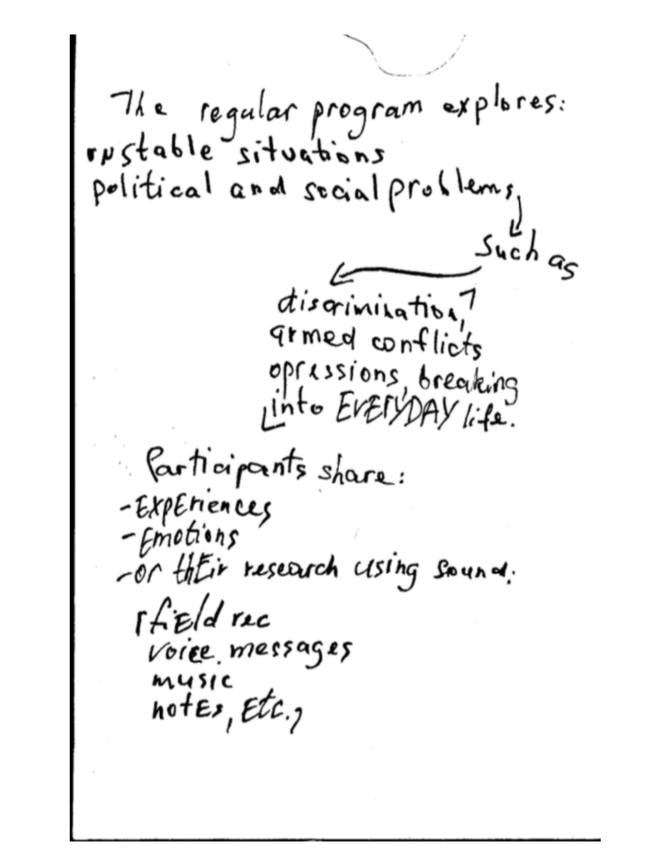 The regular program explores:
unstable situations
political and social problems,
such as
discrimination,
armed conflicts
opressions, breaking
into EVERYDAY life.
Participants share:
- Experiences
- Emotions
- or their research using sound:
field rec
voice messages
music
notes, etc.,